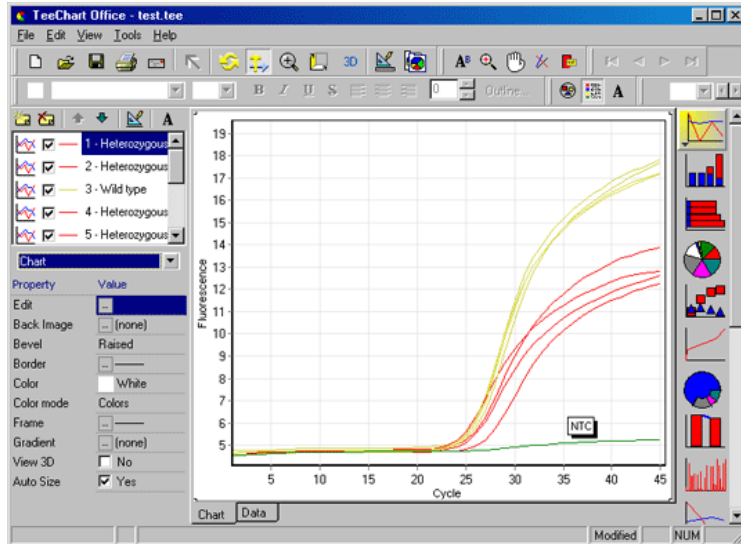 TeeChart Office - test.tee
File Edit View Tools Help
3D
B I U S 0 Outline...
A
1 - Heterozygous
2 - Heterozygous
3 - Wild type
4 - Heterozygous
5 - Heterozygous
Chart
Property Value
Edit ...
Back Image ... (none)
Bevel Raised
Border ...
Color White
Color mode Colors
Frame ...
Gradient ... (none)
View 3D No
Auto Size Yes
Fluorescence
19
18
17
16
15
14
13
12
11
10
9
8
7
6
5
NTC
5 10 15 20 25 30 35 40 45
Cycle
Chart Data
Modified NUM